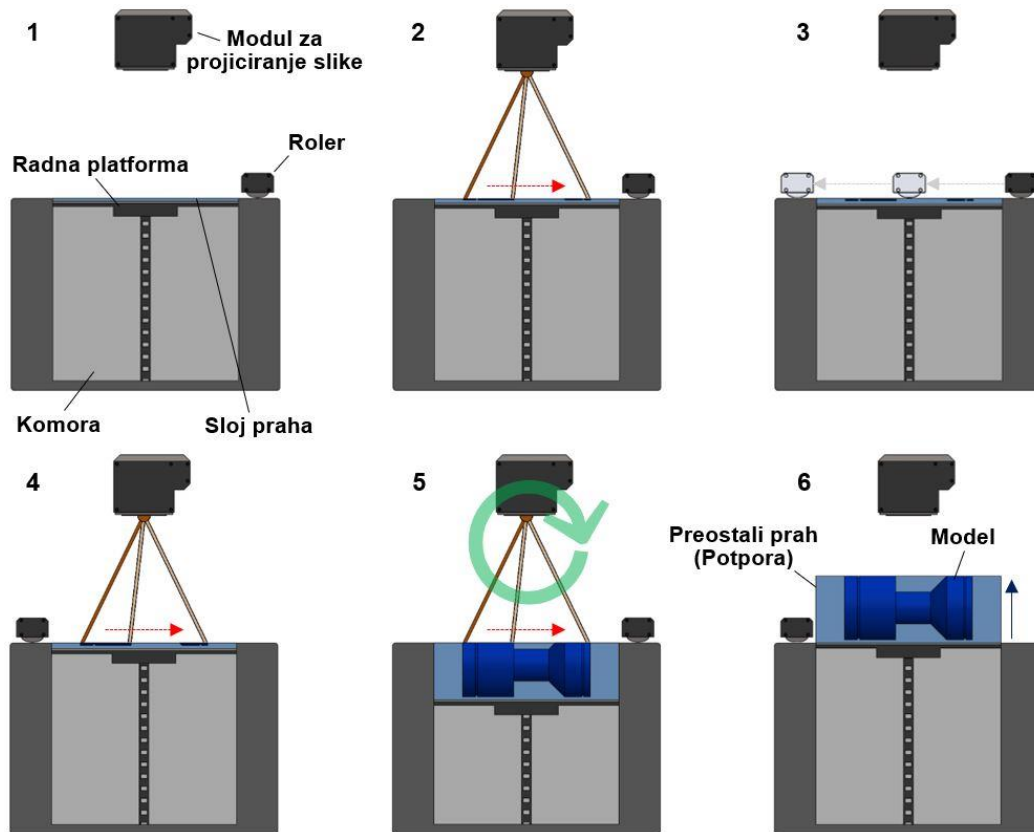 1
Modul za
projiciranje slike
2
3
Radna platforma
Roler
Komora
Sloj praha
4
5
6
Preostali prah
(Potpora)
Model